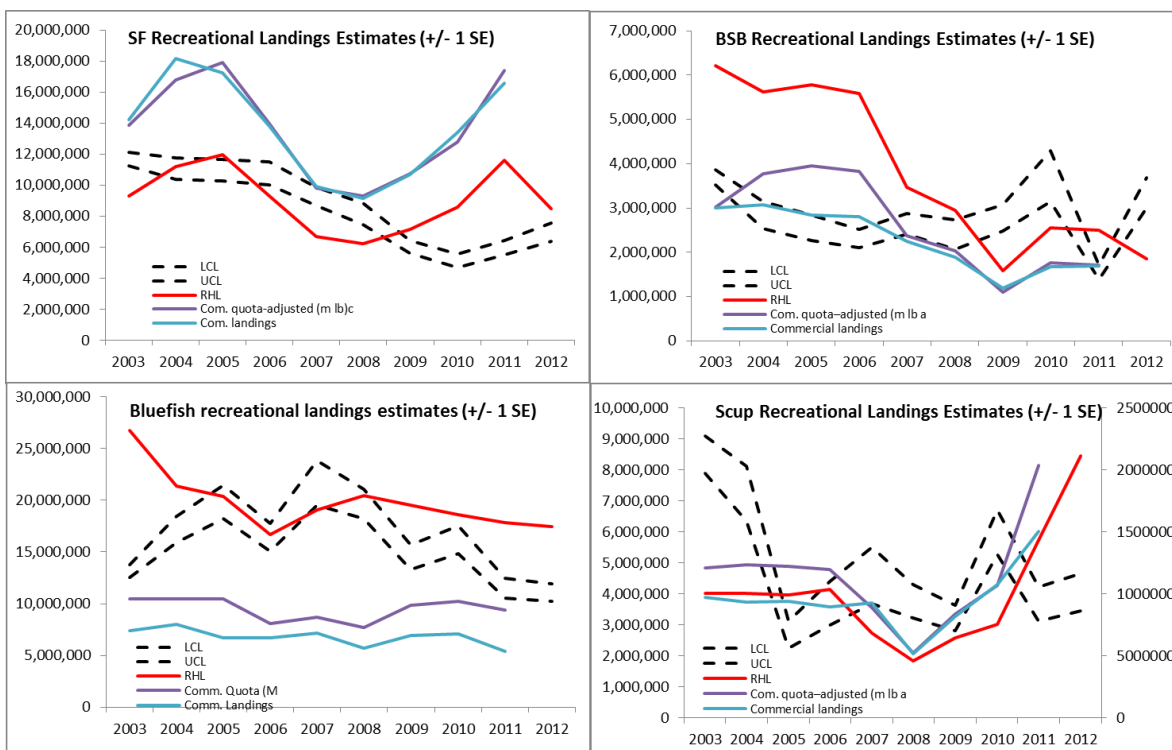 SF Recreational Landings Estimates (+/- 1 SE)
20,000,000
18,000,000
16,000,000
14,000,000
12,000,000
10,000,000
8,000,000
6,000,000
4,000,000
2,000,000
0
LCL
UCL
RHL
Com. quota-adjusted (m lb)c
Com. landings
2003 2004 2005 2006 2007 2008 2009 2010 2011 2012
BSB Recreational Landings Estimates (+/- 1 SE)
7,000,000
6,000,000
5,000,000
4,000,000
3,000,000
2,000,000
1,000,000
0
LCL
UCL
RHL
Com. quota–adjusted (m lb a
Commercial landings
2003 2004 2005 2006 2007 2008 2009 2010 2011 2012
Bluefish recreational landings estimates (+/- 1 SE)
30,000,000
25,000,000
20,000,000
15,000,000
10,000,000
5,000,000
0
LCL
UCL
RHL
Comm. Quota (M
Comm. Landings
2003 2004 2005 2006 2007 2008 2009 2010 2011 2012
Scup Recreational Landings Estimates (+/- 1 SE)
10,000,000
9,000,000
8,000,000
7,000,000
6,000,000
5,000,000
4,000,000
3,000,000
2,000,000
1,000,000
0
2500000
2000000
1500000
1000000
5000000
0
LCL
UCL
RHL
Com. quota–adjusted (m lb a
Commercial landings
2003 2004 2005 2006 2007 2008 2009 2010 2011 2012